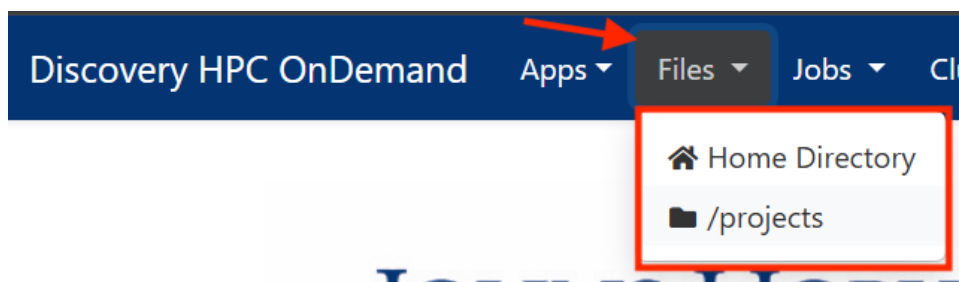 Discovery HPC OnDemand Apps Files Jobs
Home Directory
/projects